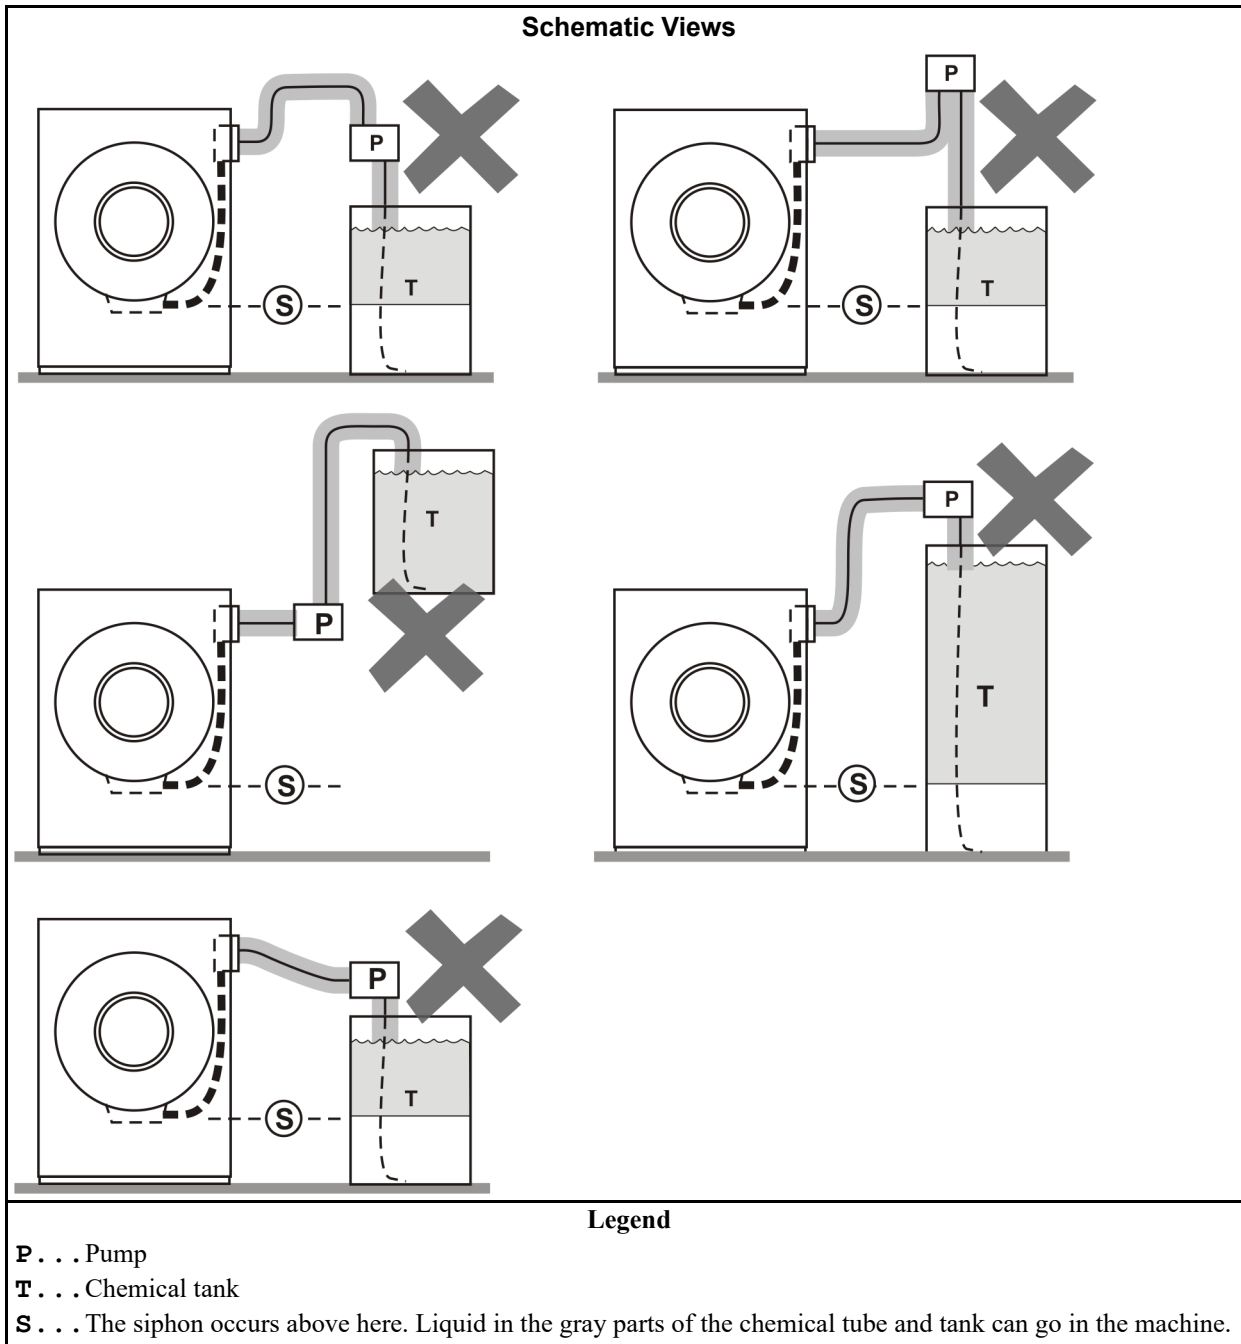 Schematic Views
P
T
S
P
T
S
T
P
S
P
T
S
P
T
S
Legend
P...Pump
T...Chemical tank
S...The siphon occurs above here. Liquid in the gray parts of the chemical tube and tank can go in the machine.